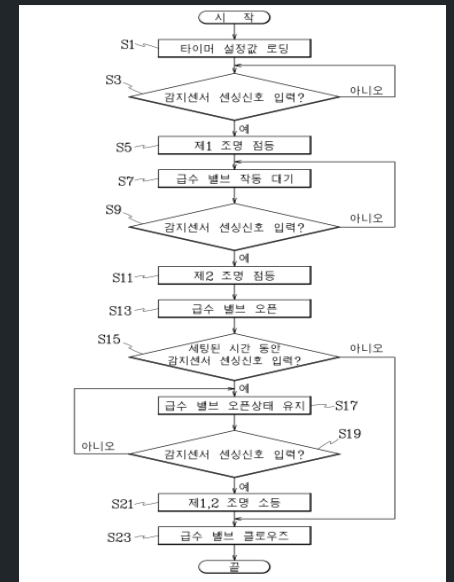 시 작
S1
타이머 설정값 로딩
S3
감지센서 센싱신호 입력?
아니오
예
S5
제1 조명 점등
S7
급수 밸브 작동 대기
S9
감지센서 센싱신호 입력?
아니오
예
S11
제2 조명 점등
S13
급수 밸브 오픈
S15
세팅된 시간 동안
감지센서 센싱신호 입력?
아니오
예
급수 밸브 오픈상태 유지
S17
S19
아니오
감지센서 센싱신호 입력?
예
S21
제1,2 조명 소등
S23
급수 밸브 클로우즈
끝